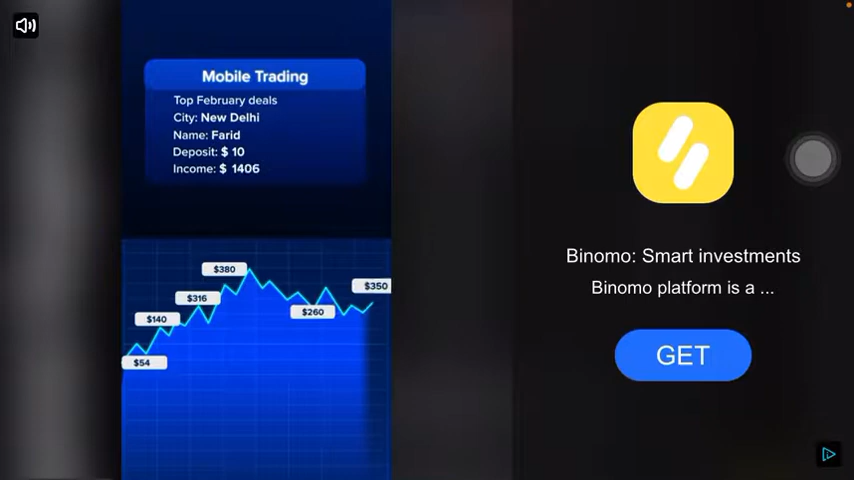 Mobile Trading
Top February deals
City: New Delhi
Name: Farid
Deposit: $ 10
Income: $ 1406
$380
$350
$316
$140
$260
$54
Binomo: Smart investments
Binomo platform is a ...
GET